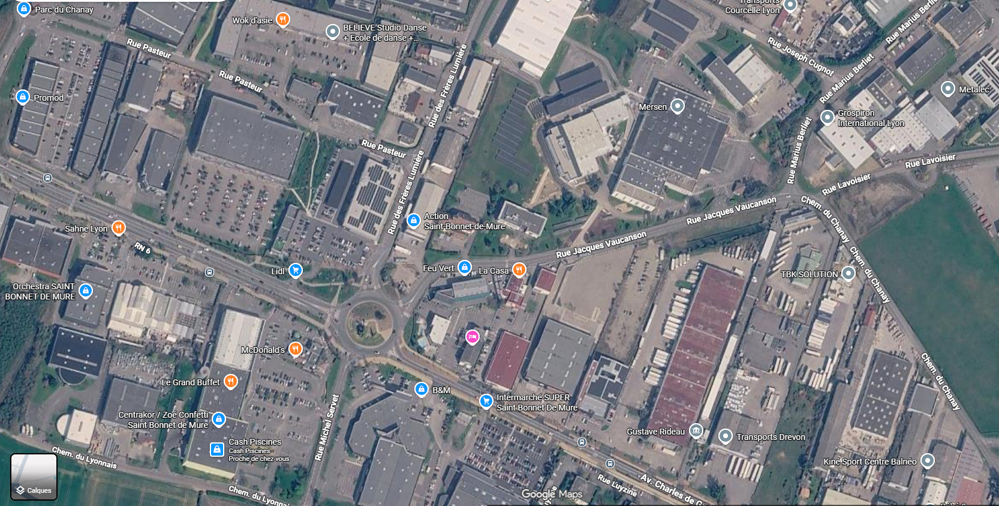 Parc du Chanay
Wok d'asie
BELIEVE Studio Danse
+ Ecole de danse +...
Transports
Courcelle Lyon
Rue Marius Berliet
Rue Pasteur
Rue Pasteur
Rue des Frères Lumière
Rue Joseph Cugnot
Rue Marius Berliet
Metalec
Promod
Mersen
Grospiron
International Lyon
Rue Pasteur
Rue des Frères Lumière
Rue Marius Berliet
Rue Lavoisier
Rue Lavoisier
Rue Jacques Vaucanson
Chem. du Chanay
Action
Saint-Bonnet-de-Mure
Sahne Lyon
RN 6
Rue Jacques Vaucanson
Chem. du Chanay
Lidl
Feu Vert
La Casa
TBK SOLUTION
Orchestra SAINT
BONNET DE MURE
McDonald's
Chem. du Chanay
Le Grand Buffet
B&M
Intermarché SUPER
Saint Bonnet De Mure
Rue Michel Servet
Centrakor / Zoé Confetti
Saint Bonnet de Mure
Gustave Rideau
Transports Drevon
Cash Piscines
Cash Piscines -
Proche de chez vous
Chem. du Lyonnais
Kiné Sport Centre Balnéo
Calques
Chem. du Lyonnais
Google Maps
Rue Luyzine
Av. Charles de G